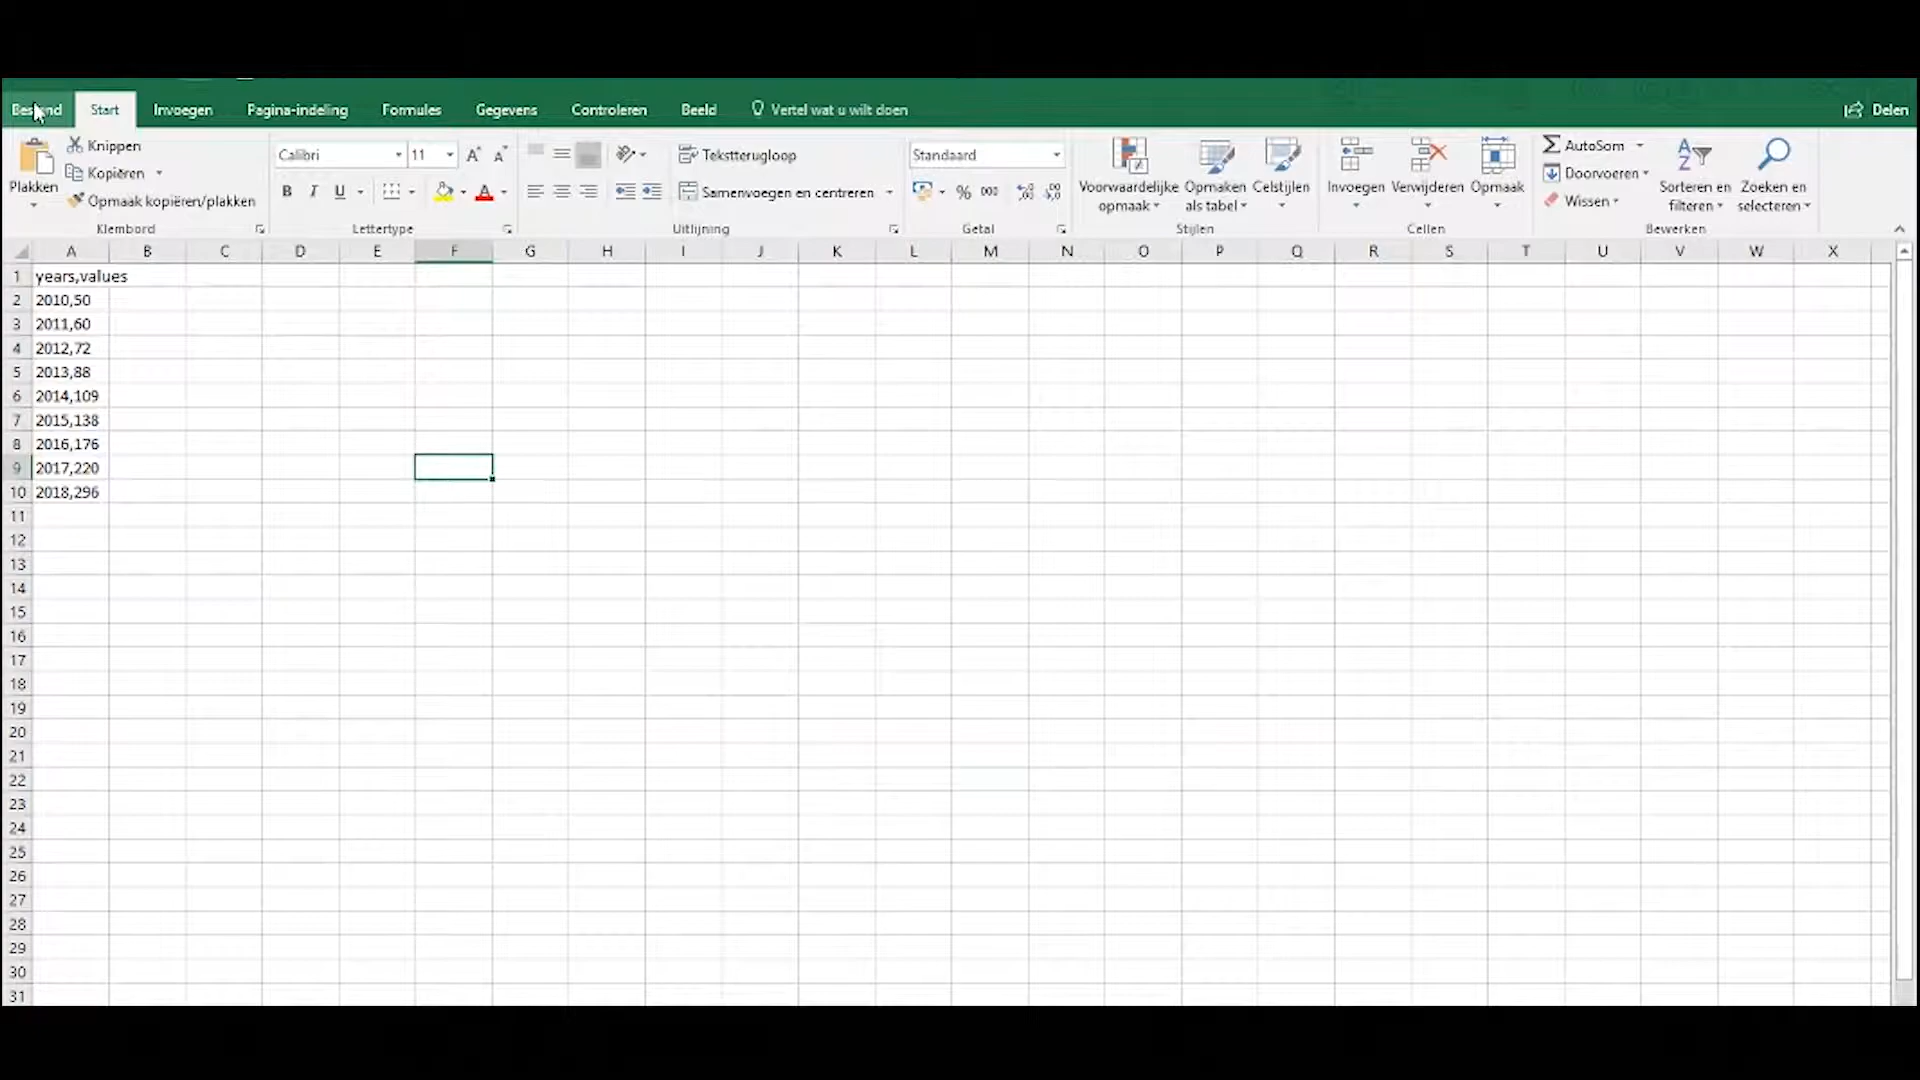 Bestand Start Invoegen Pagina-indeling Formules Gegevens Controleren Beeld Vertel wat u wilt doen Delen
Plakken Knippen Kopiëren Opmaak kopiëren/plakken
Calibri 11 A A
B I U A
Tekstterugloop
Samenvoegen en centreren
Standaard
% 000
Voorwaardelijke opmaak
Opmaken als tabel
Celstijlen
Invoegen Verwijderen Opmaak
AutoSom
Doorvoeren
Wissen
Sorteren en filteren
Zoeken en selecteren
Klembord Lettertype Uitlijning Getal Stijlen Cellen Bewerken
A B C D E F G H I J K L M N O P Q R S T U V W X
1 years,values
2 2010,50
3 2011,60
4 2012,72
5 2013,88
6 2014,109
7 2015,138
8 2016,176
9 2017,220
10 2018,296
11
12
13
14
15
16
17
18
19
20
21
22
23
24
25
26
27
28
29
30
31